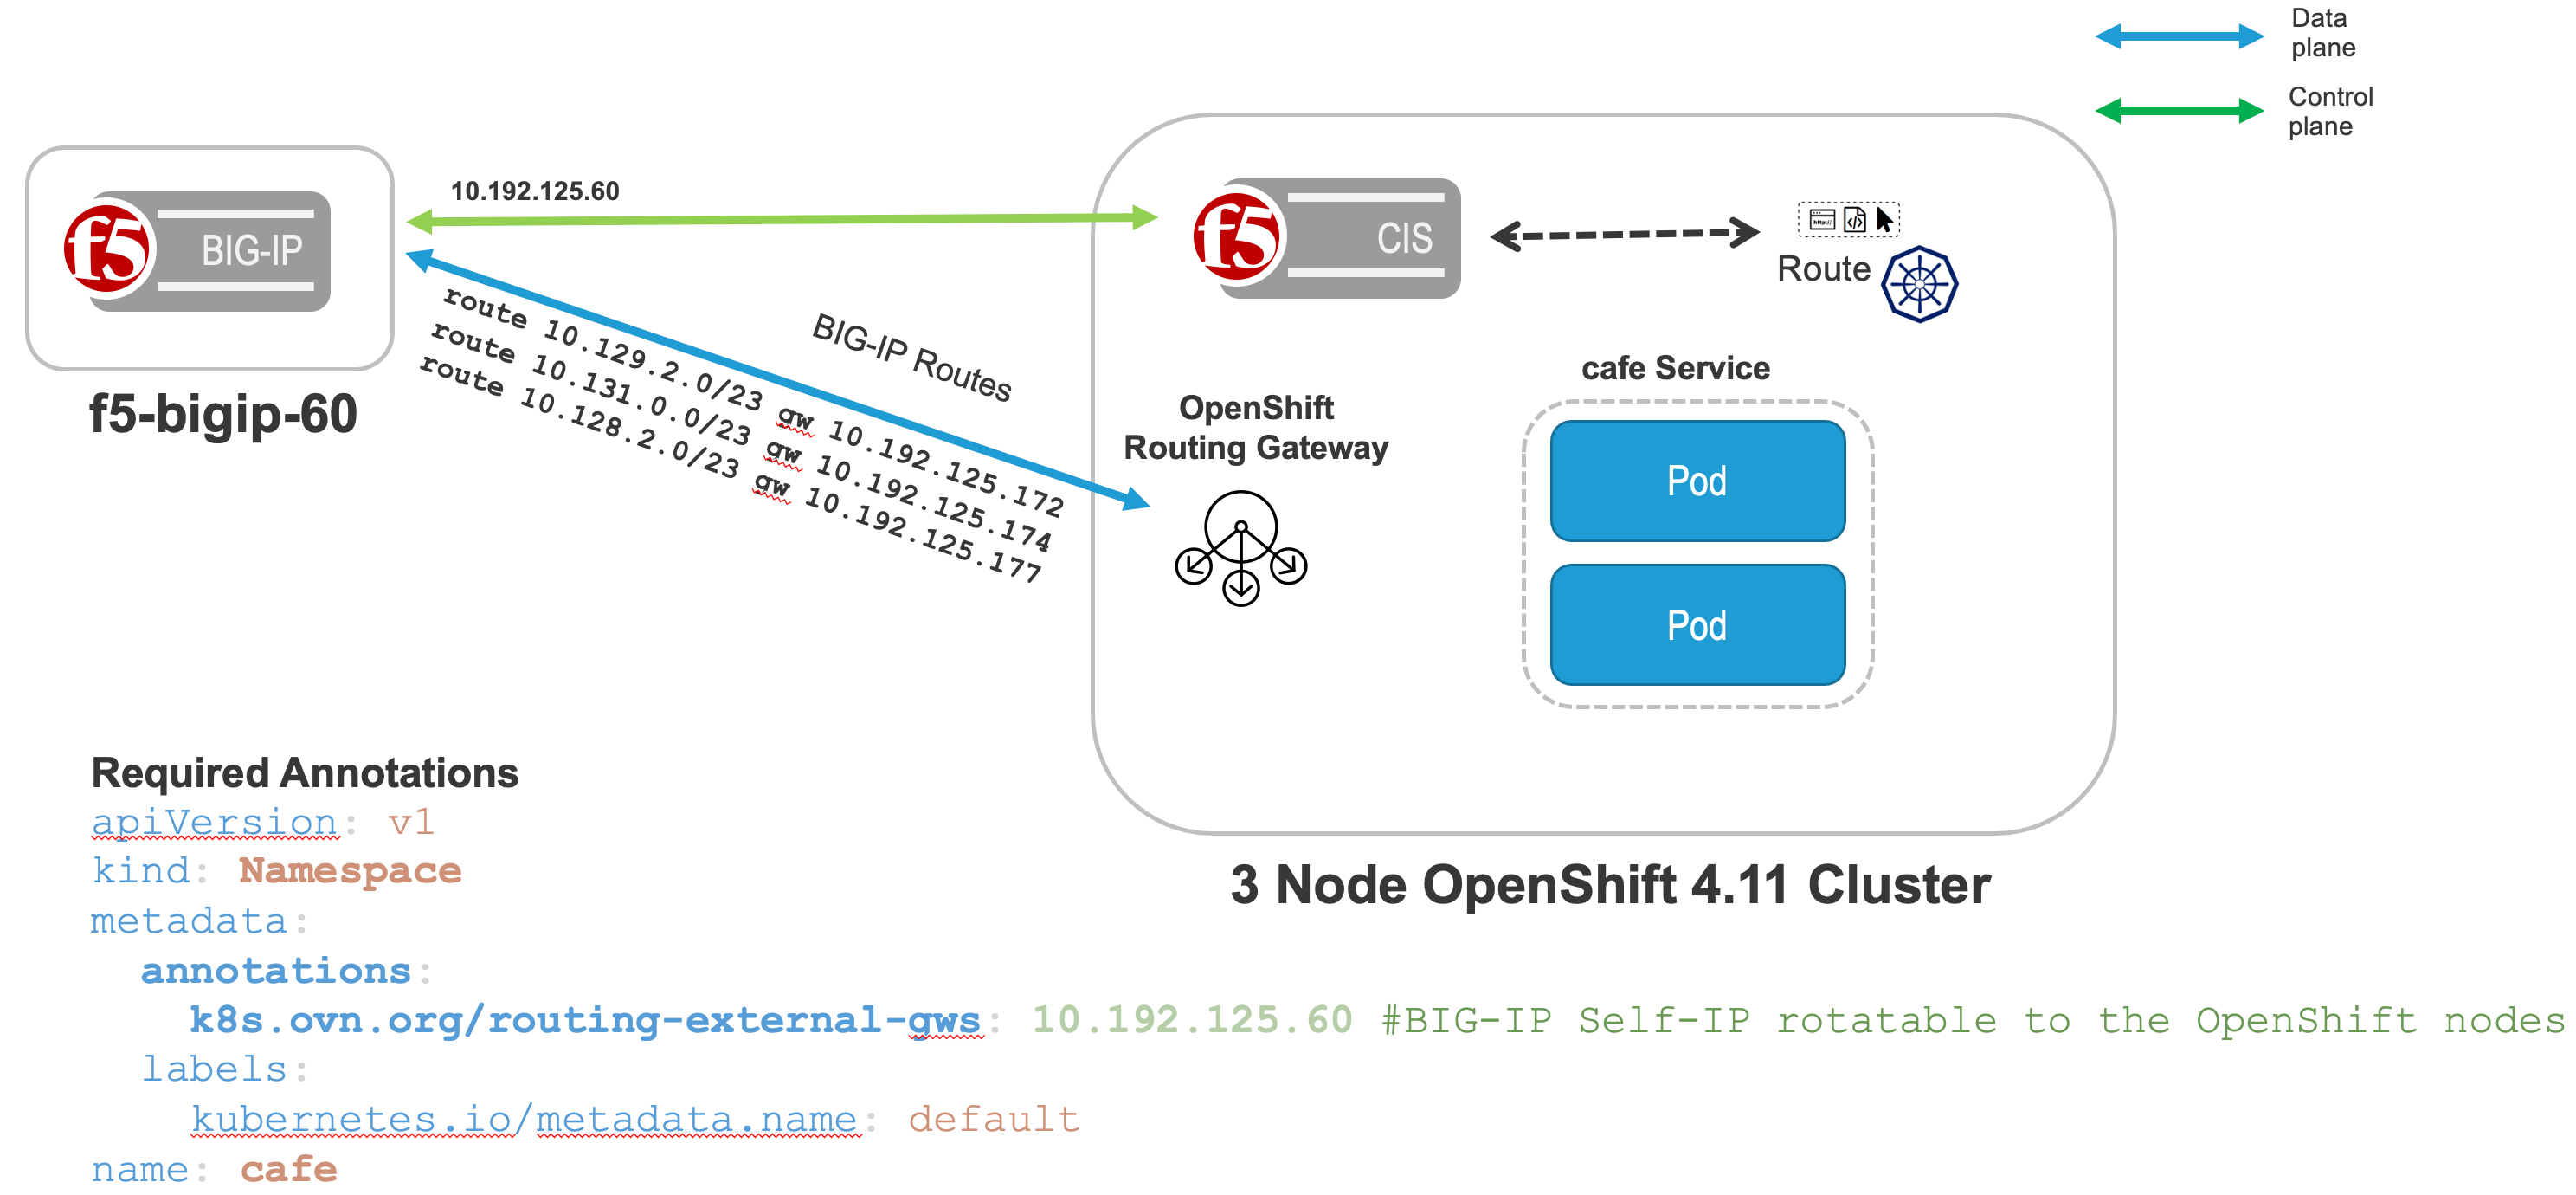 Data
plane
Control
plane
10.192.125.60
f5 BIG-IP
f5 CIS
Route
f5-bigip-60
BIG-IP Routes
route 10.129.2.0/23 gw 10.192.125.172
route 10.131.0.0/23 gw 10.192.125.174
route 10.128.2.0/23 gw 10.192.125.177
OpenShift
Routing Gateway
cafe Service
Pod
Pod
3 Node OpenShift 4.11 Cluster
Required Annotations
apiVersion: v1
kind: Namespace
metadata:
  annotations:
    k8s.ovn.org/routing-external-gws: 10.192.125.60 #BIG-IP Self-IP rotatable to the OpenShift nodes
  labels:
    kubernetes.io/metadata.name: default
name: cafe